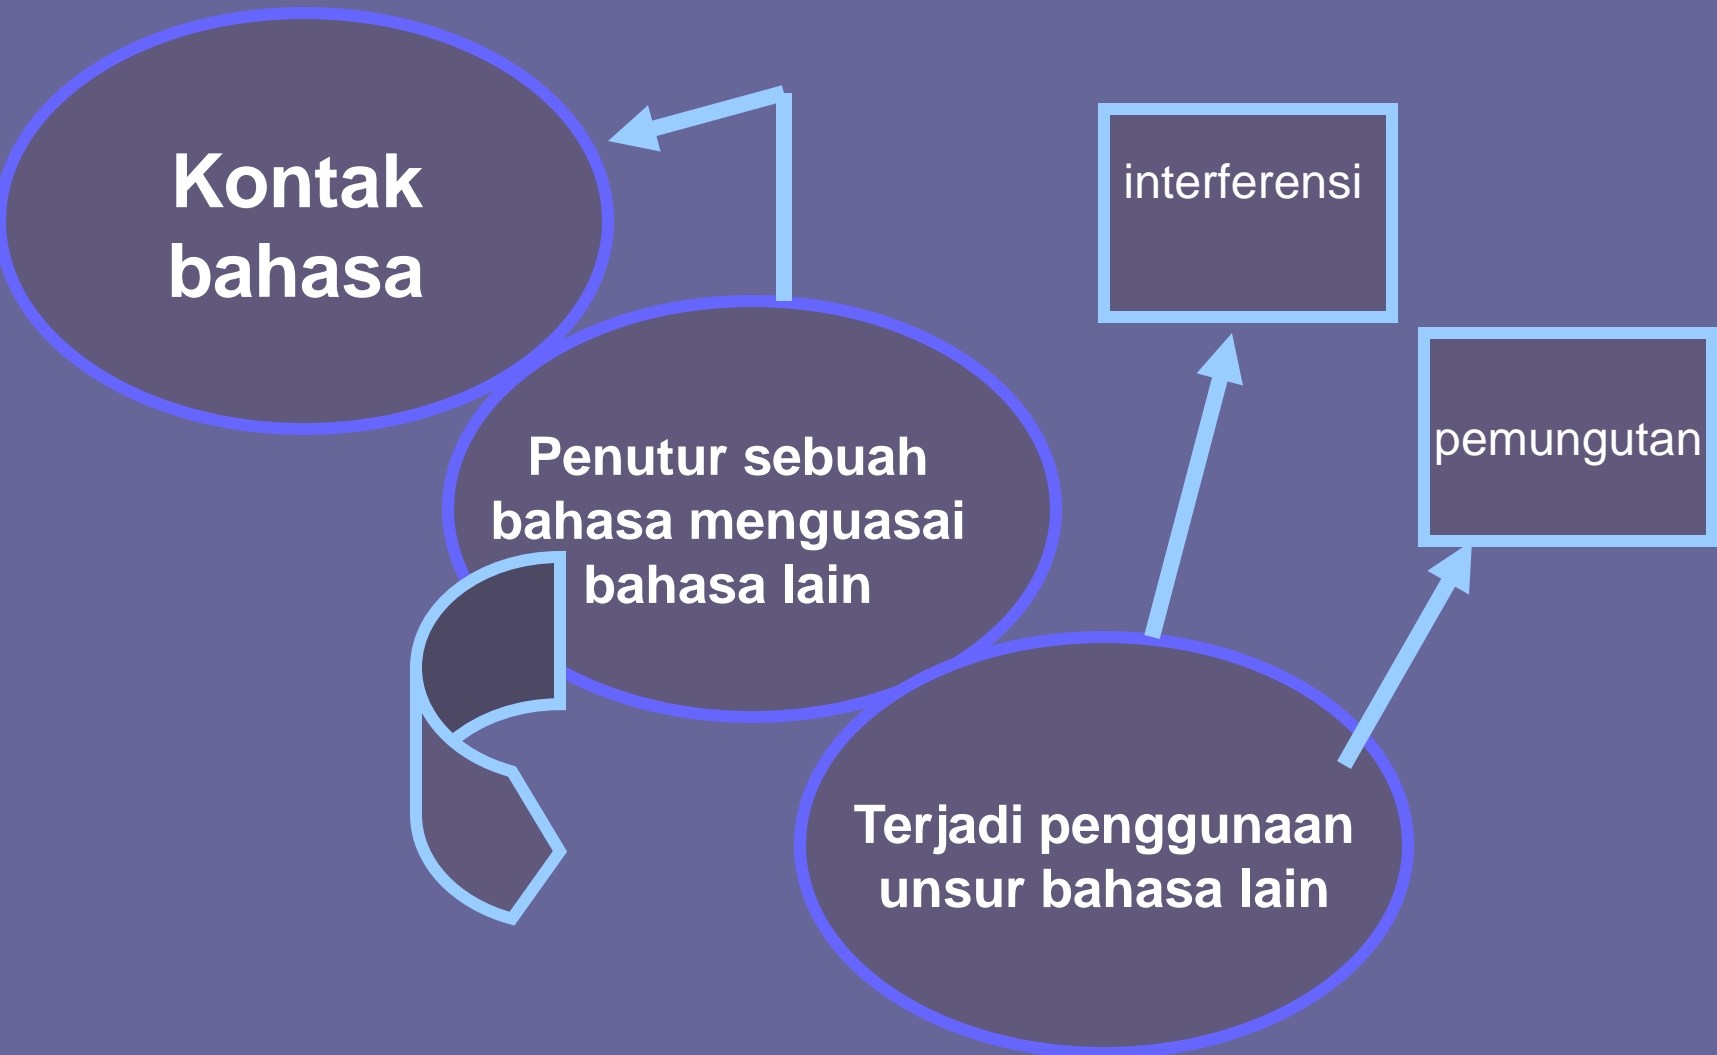 Kontak
bahasa
interferensi
pemungutan
Penutur sebuah
bahasa menguasai
bahasa lain
Terjadi penggunaan
unsur bahasa lain